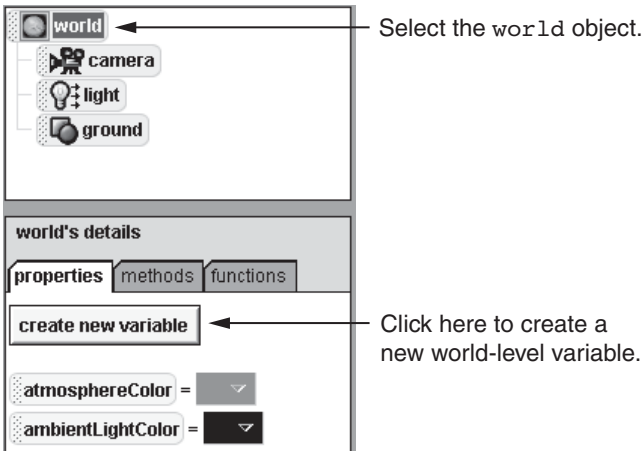 world
Select the world object.
camera
light
ground
world's details
properties methods functions
create new variable
Click here to create a
new world-level variable.
atmosphereColor =
ambientLightColor =